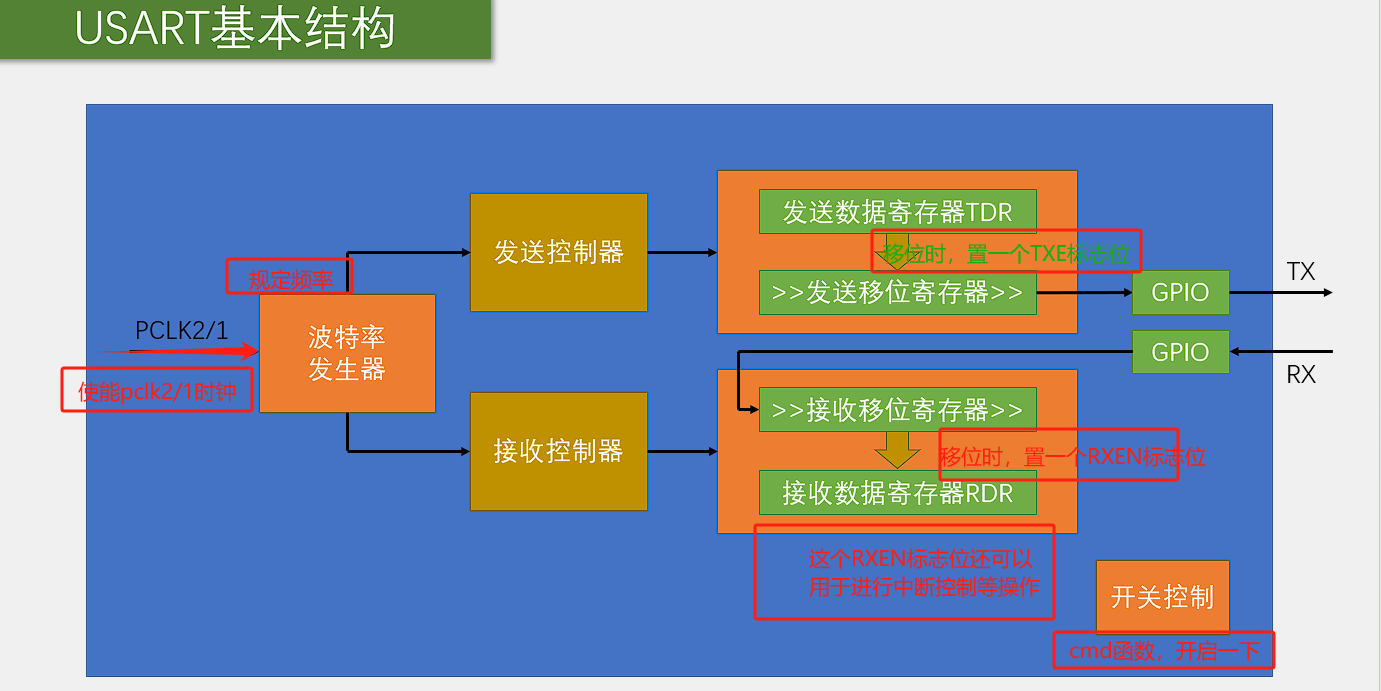 USART基本结构
发送数据寄存器TDR
发送控制器
移位时，置一个TXE标志位
规定频率
>>发送移位寄存器>>
GPIO
TX
PCLK2/1
波特率
发生器
GPIO
RX
使能pclk2/1时钟
>>接收移位寄存器>>
接收控制器
移位时，置一个RXEN标志位
接收数据寄存器RDR
这个RXEN标志位还可以
用于进行中断控制等操作
开关控制
cmd函数，开启一下